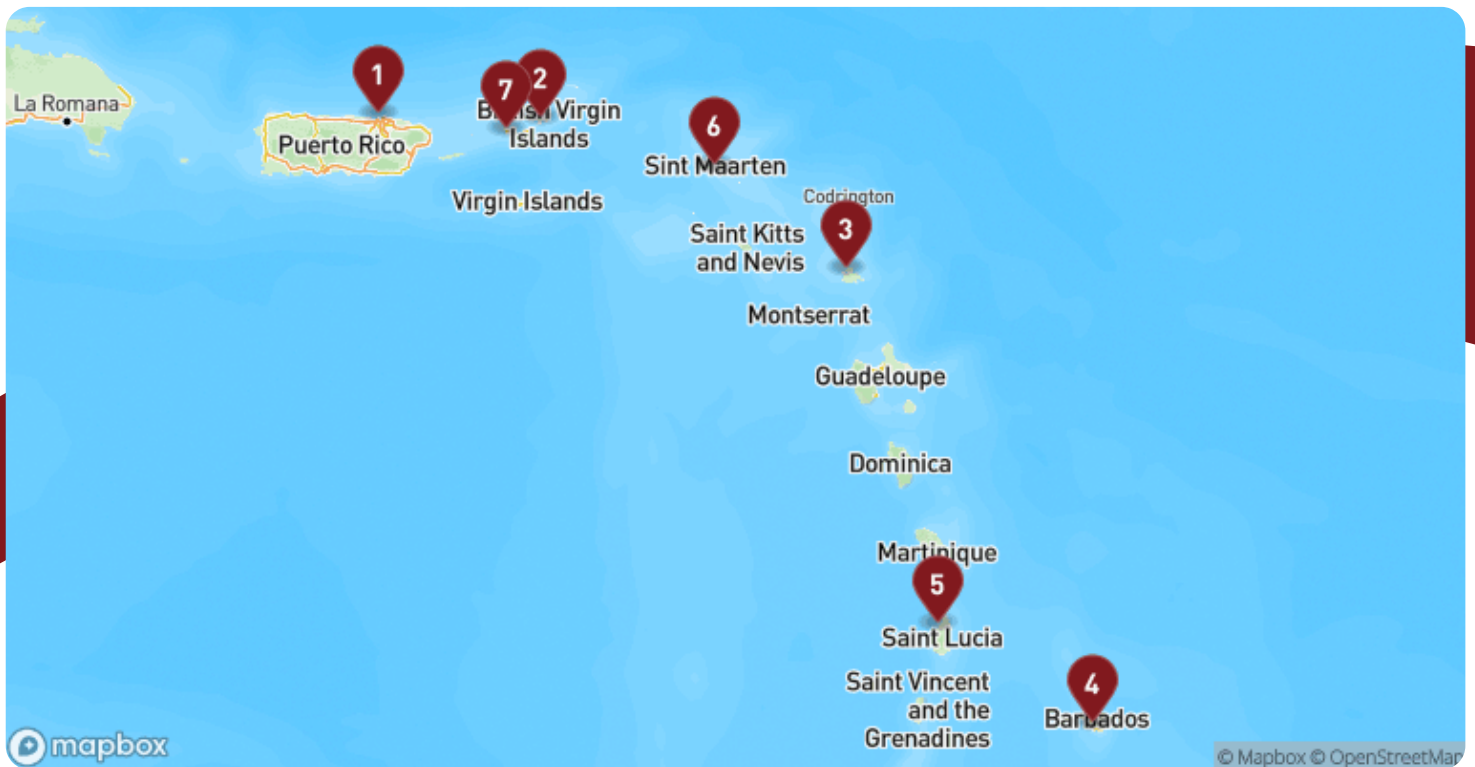 1
2
7
La Romana
British Virgin
Islands
Puerto Rico
6
Sint Maarten
Virgin Islands
Codrington
3
Saint Kitts
and Nevis
Montserrat
Guadeloupe
Dominica
Martinique
5
Saint Lucia
Saint Vincent
and the
Grenadines
4
Barbados
mapbox
© Mapbox © OpenStreetMap